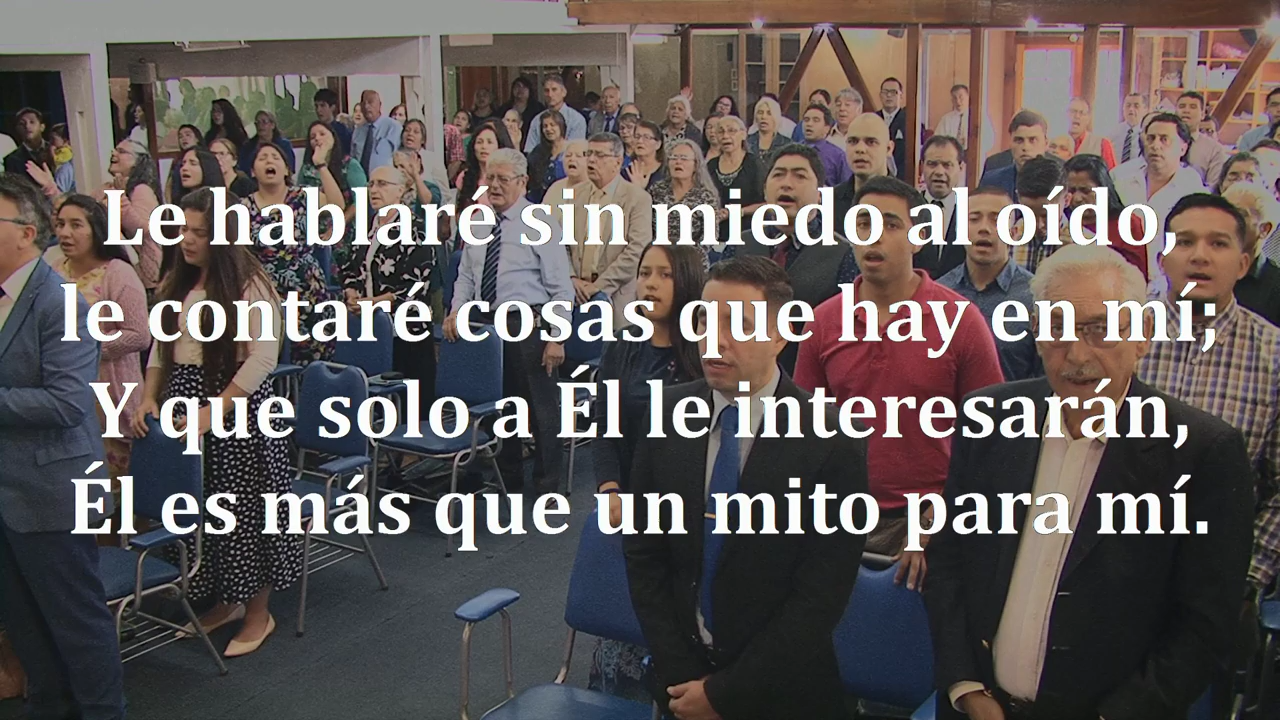 Le hablaré sin miedo al oído,
le contaré cosas que hay en mí;
Y que solo a Él le interesarán,
Él es más que un mito para mí.